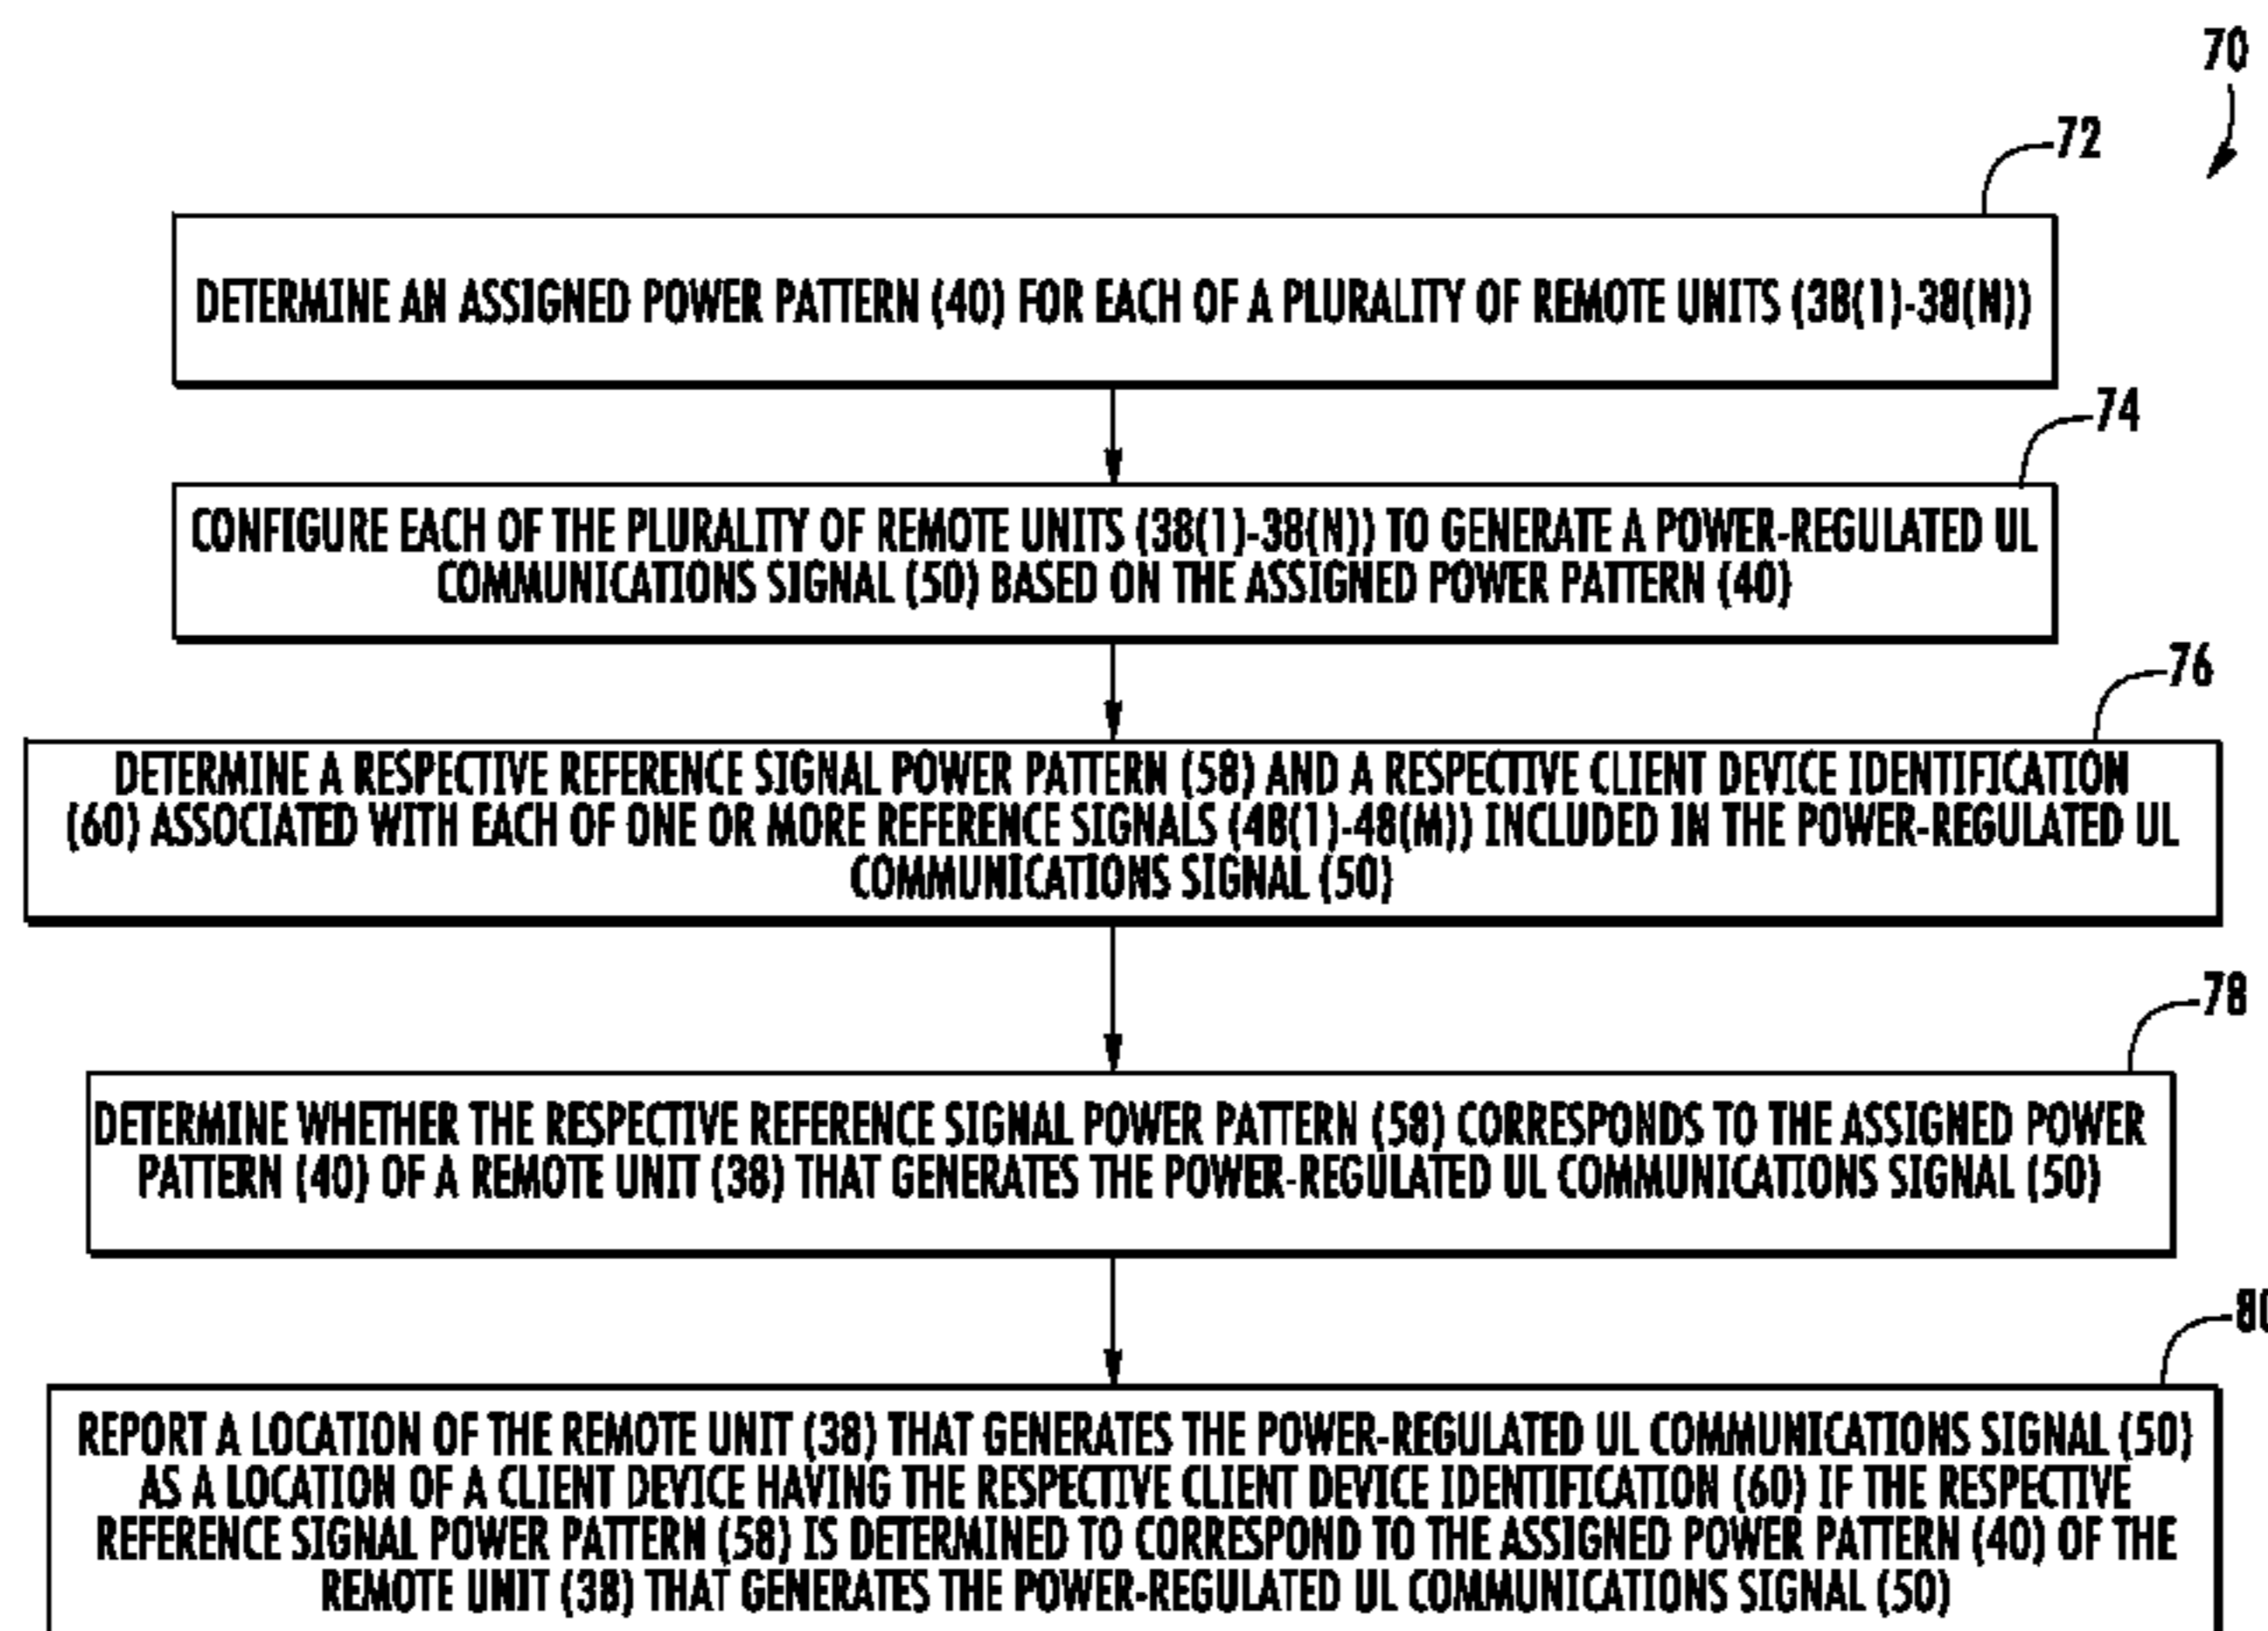 70
72
DETERMINE AN ASSIGNED POWER PATTERN (40) FOR EACH OF A PLURALITY OF REMOTE UNITS (38(1)-38(N))
74
CONFIGURE EACH OF THE PLURALITY OF REMOTE UNITS (38(1)-38(N)) TO GENERATE A POWER-REGULATED UL
COMMUNICATIONS SIGNAL (50) BASED ON THE ASSIGNED POWER PATTERN (40)
76
DETERMINE A RESPECTIVE REFERENCE SIGNAL POWER PATTERN (58) AND A RESPECTIVE CLIENT DEVICE IDENTIFICATION
(60) ASSOCIATED WITH EACH OF ONE OR MORE REFERENCE SIGNALS (48(1)-48(M)) INCLUDED IN THE POWER-REGULATED UL
COMMUNICATIONS SIGNAL (50)
78
DETERMINE WHETHER THE RESPECTIVE REFERENCE SIGNAL POWER PATTERN (58) CORRESPONDS TO THE ASSIGNED POWER
PATTERN (40) OF A REMOTE UNIT (38) THAT GENERATES THE POWER-REGULATED UL COMMUNICATIONS SIGNAL (50)
80
REPORT A LOCATION OF THE REMOTE UNIT (38) THAT GENERATES THE POWER-REGULATED UL COMMUNICATIONS SIGNAL (50)
AS A LOCATION OF A CLIENT DEVICE HAVING THE RESPECTIVE CLIENT DEVICE IDENTIFICATION (60) IF THE RESPECTIVE
REFERENCE SIGNAL POWER PATTERN (58) IS DETERMINED TO CORRESPOND TO THE ASSIGNED POWER PATTERN (40) OF THE
REMOTE UNIT (38) THAT GENERATES THE POWER-REGULATED UL COMMUNICATIONS SIGNAL (50)